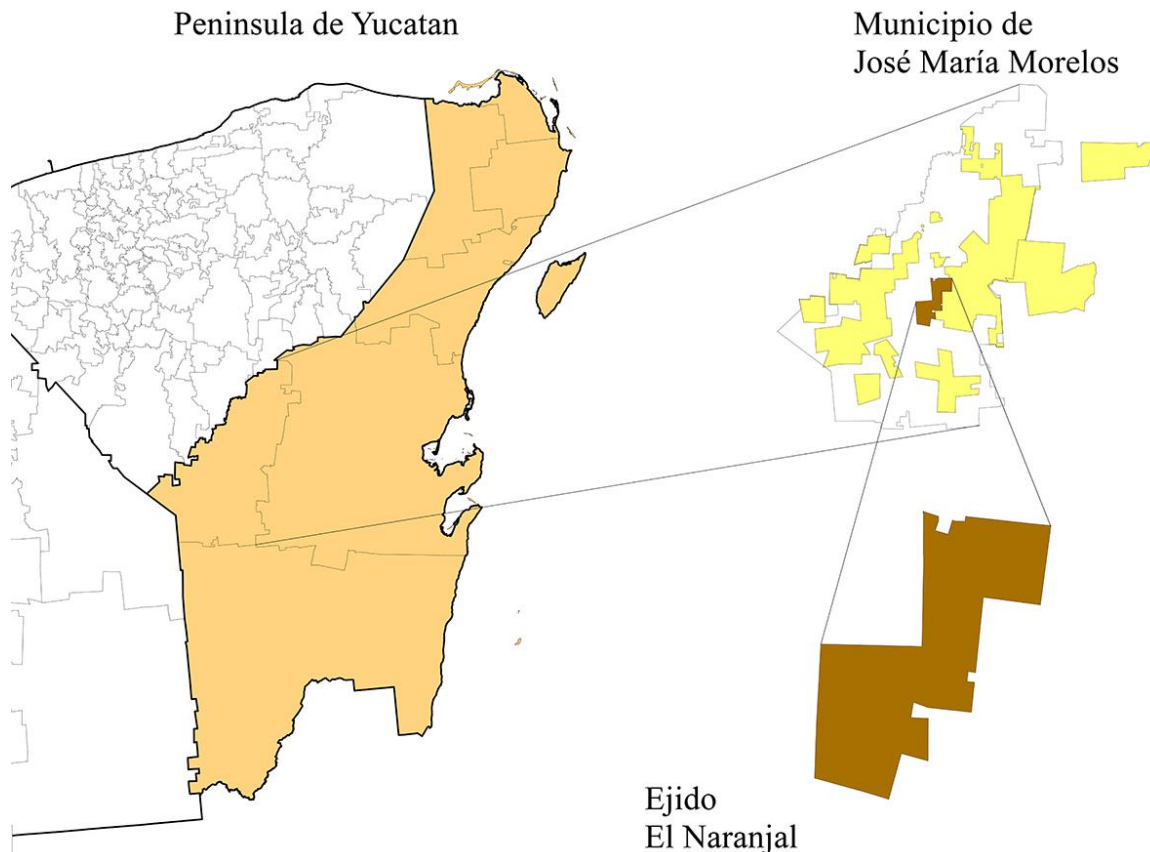 Peninsula de Yucatan
Municipio de
José María Morelos
Ejido
El Naranjal